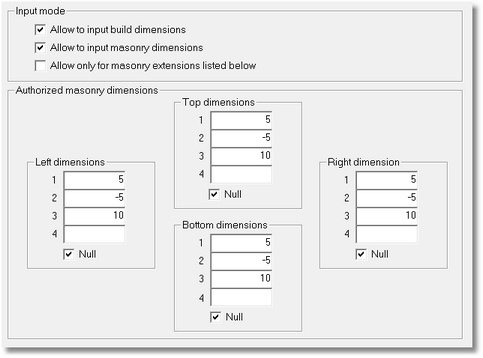 Input mode
Allow to input build dimensions
Allow to input masonry dimensions
Allow only for masonry extensions listed below
Authorized masonry dimensions
Top dimensions
1 5
2 -5
3 10
4
Null
Left dimensions
1 5
2 -5
3 10
4
Null
Right dimension
1 5
2 -5
3 10
4
Null
Bottom dimensions
1 5
2 -5
3 10
4
Null